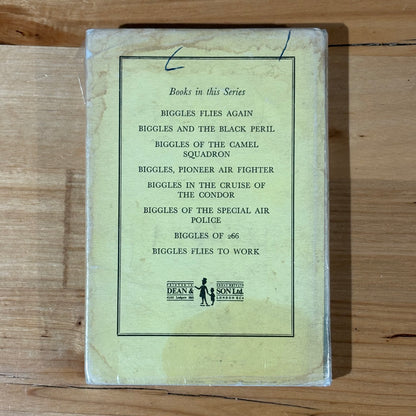 Books in this Series
BIGGLES FLIES AGAIN
BIGGLES AND THE BLACK PERIL
BIGGLES OF THE CAMEL
SQUADRON
BIGGLES, PIONEER AIR FIGHTER
BIGGLES IN THE CRUISE OF
THE CONDOR
BIGGLES OF THE SPECIAL AIR
POLICE
BIGGLES OF 266
BIGGLES FLIES TO WORK
DEAN & SON Ltd.
LONDON SE4